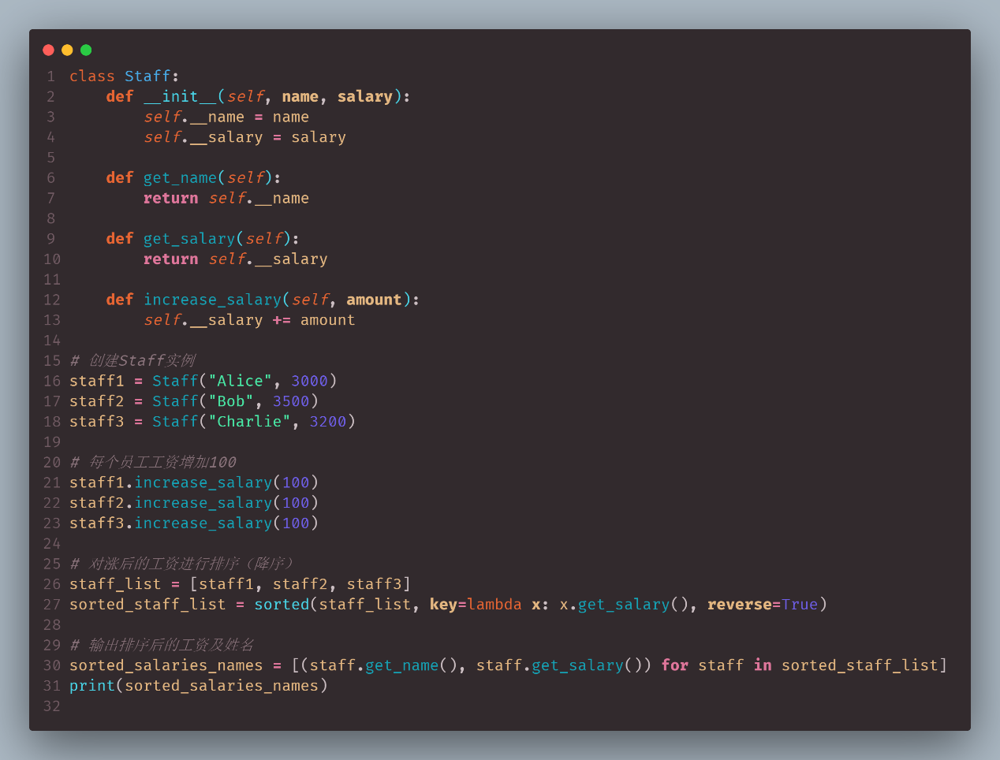 1 class Staff:
2     def __init__(self, name, salary):
3         self.__name = name
4         self.__salary = salary
5
6     def get_name(self):
7         return self.__name
8
9     def get_salary(self):
10         return self.__salary
11
12     def increase_salary(self, amount):
13         self.__salary += amount
14
15 # 创建Staff实例
16 staff1 = Staff("Alice", 3000)
17 staff2 = Staff("Bob", 3500)
18 staff3 = Staff("Charlie", 3200)
19
20 # 每个员工工资增加100
21 staff1.increase_salary(100)
22 staff2.increase_salary(100)
23 staff3.increase_salary(100)
24
25 # 对涨后的工资进行排序（降序）
26 staff_list = [staff1, staff2, staff3]
27 sorted_staff_list = sorted(staff_list, key=lambda x: x.get_salary(), reverse=True)
28
29 # 输出排序后的工资及姓名
30 sorted_salaries_names = [(staff.get_name(), staff.get_salary()) for staff in sorted_staff_list]
31 print(sorted_salaries_names)
32